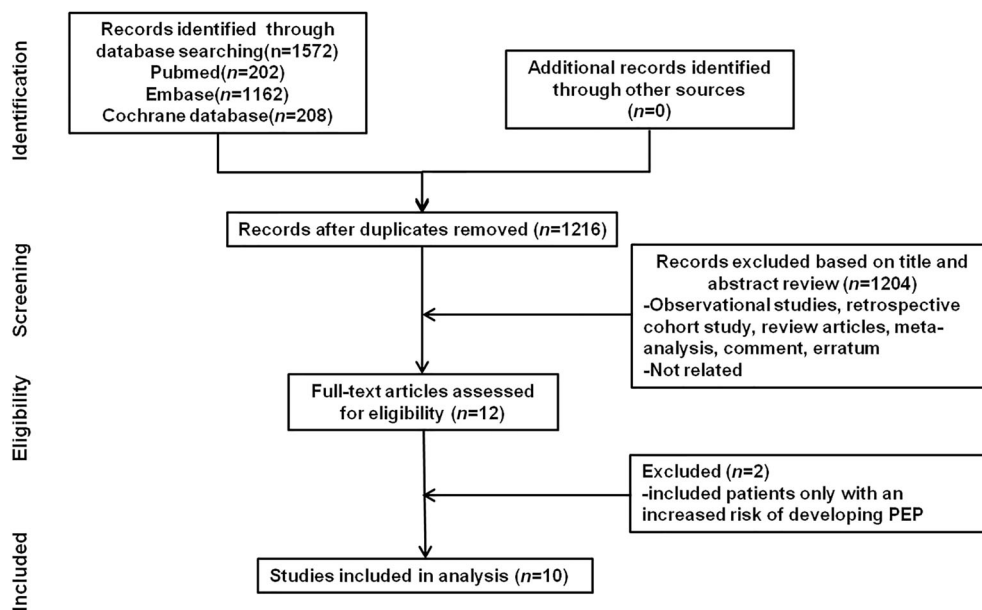 Identification
Records identified through
database searching(n=1572)
Pubmed(n=202)
Embase(n=1162)
Cochrane database(n=208)
Additional records identified
through other sources
(n=0)
Records after duplicates removed (n=1216)
Screening
Records excluded based on title and
abstract review (n=1204)
-Observational studies, retrospective
cohort study, review articles, meta-
analysis, comment, erratum
-Not related
Eligibility
Full-text articles assessed
for eligibility (n=12)
Excluded (n=2)
-included patients only with an
increased risk of developing PEP
Included
Studies included in analysis (n=10)